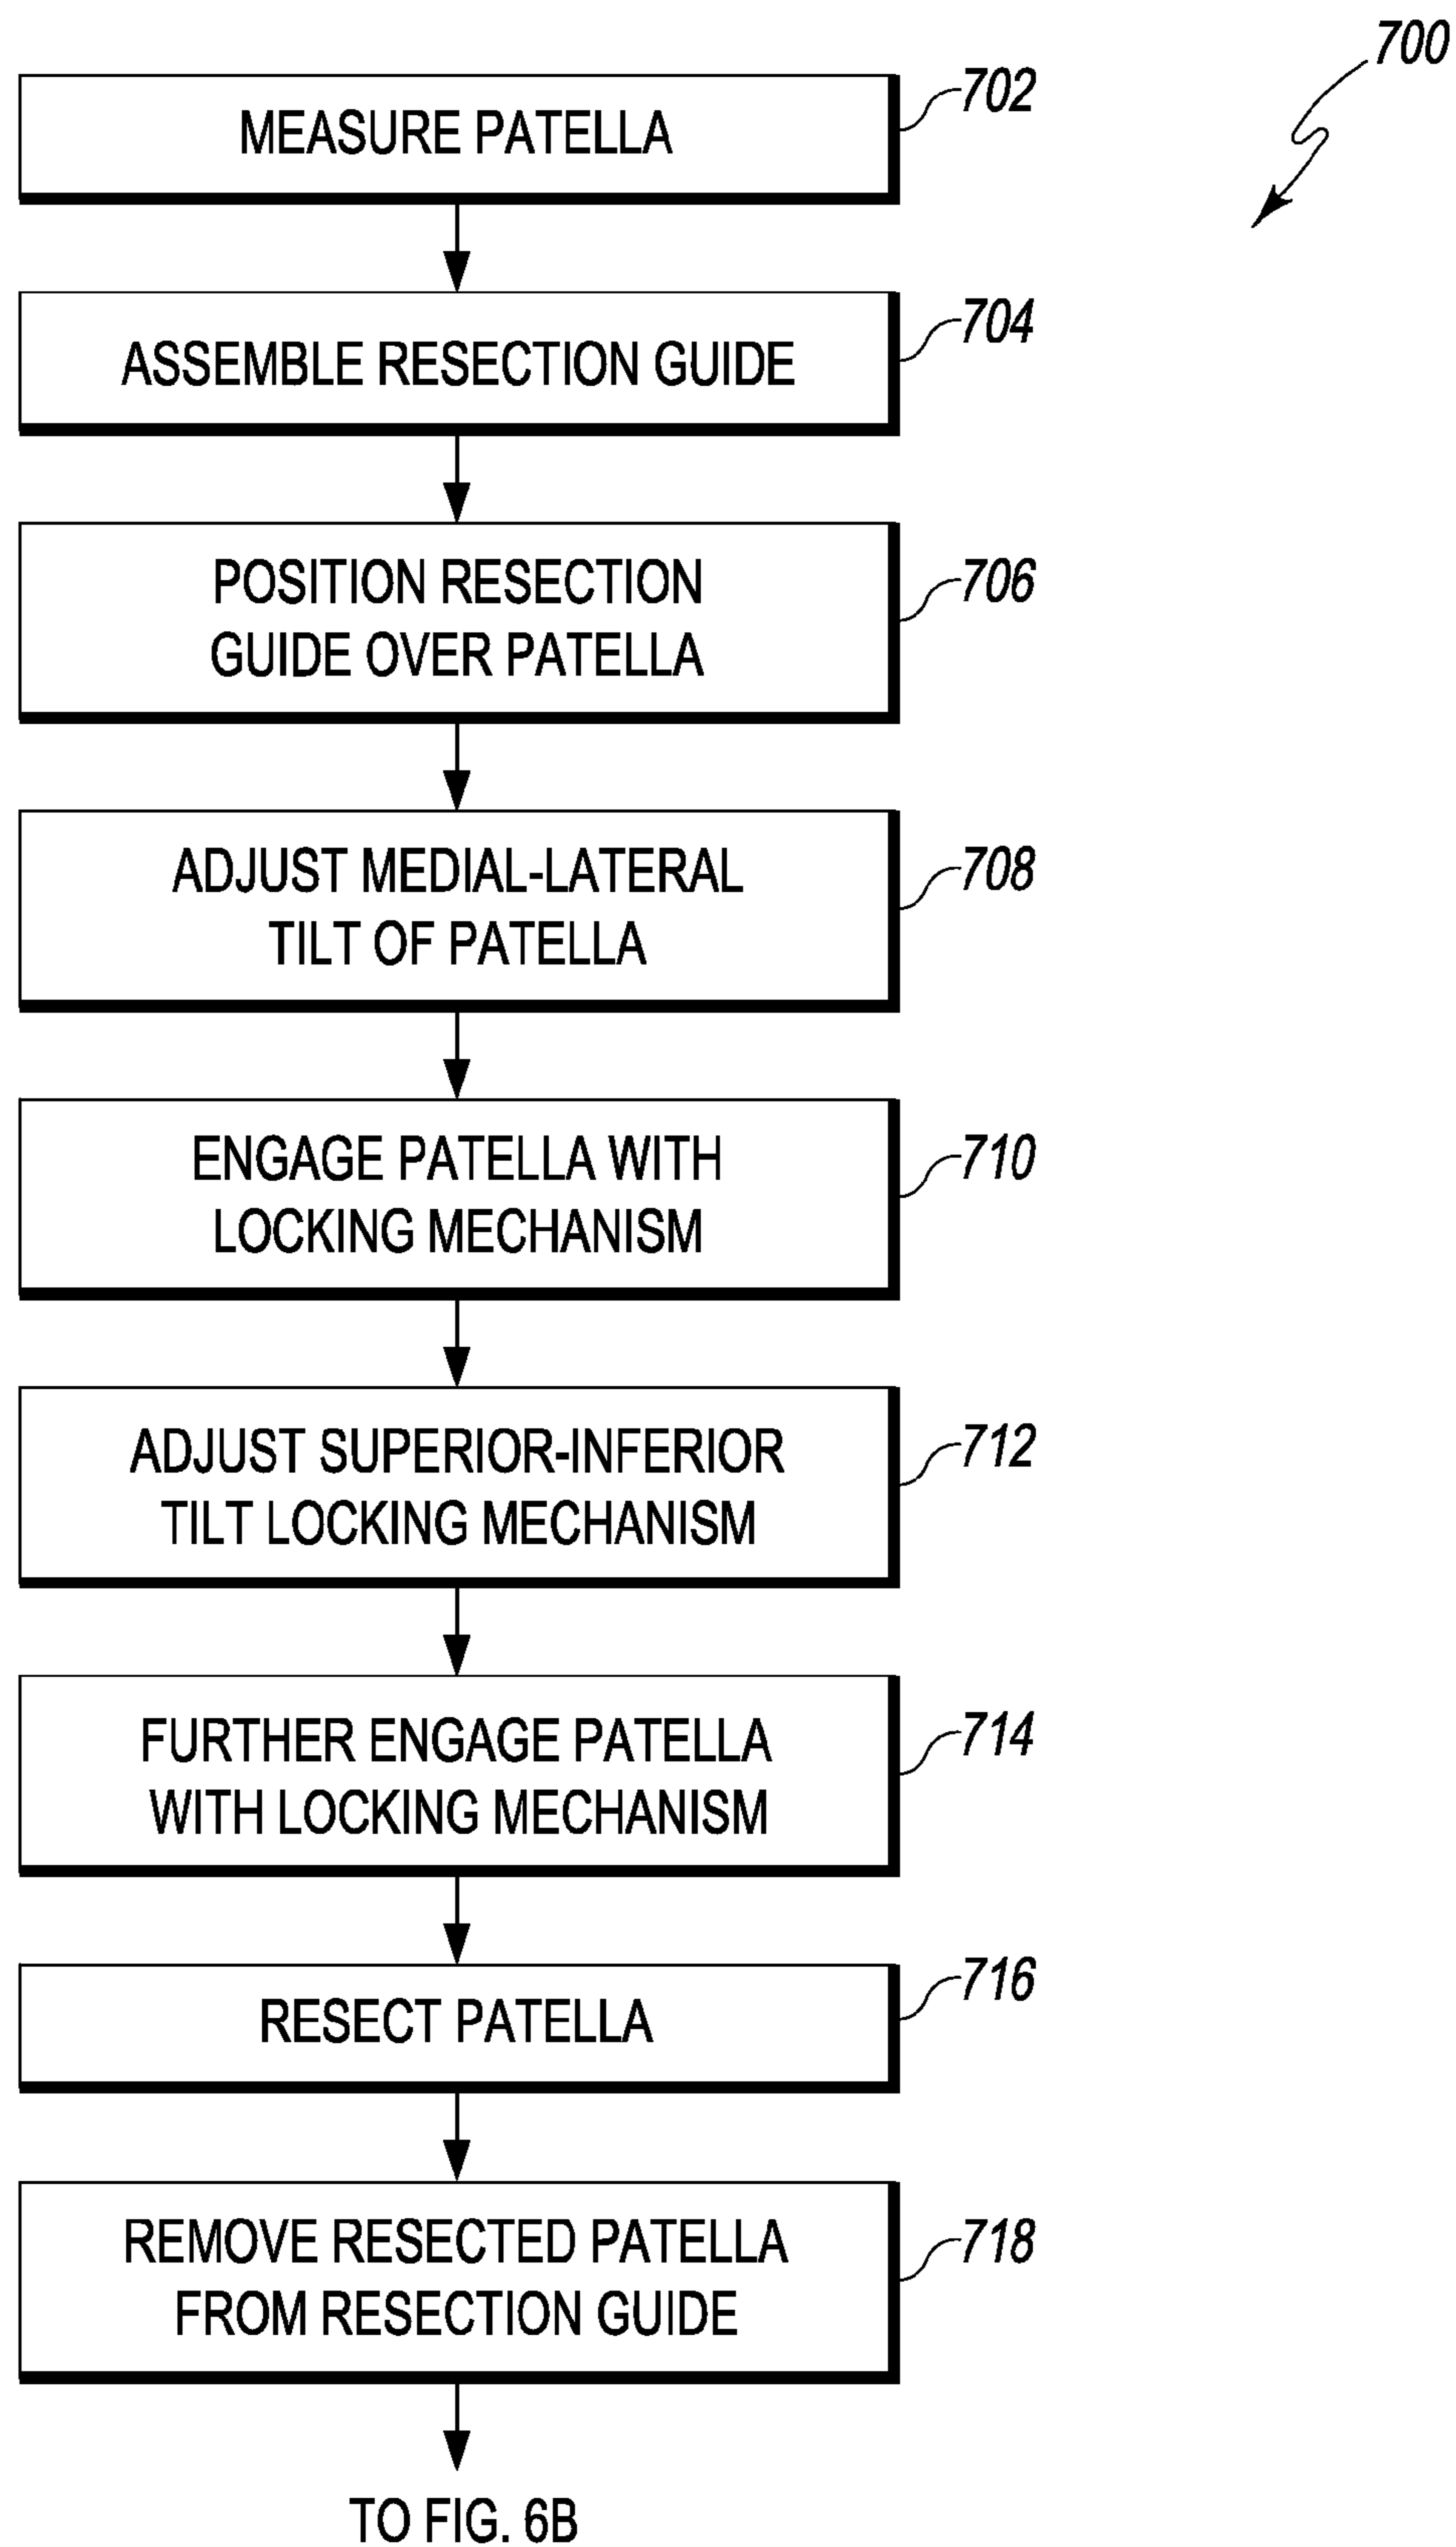 700
MEASURE PATELLA
702
ASSEMBLE RESECTION GUIDE
704
POSITION RESECTION
GUIDE OVER PATELLA
706
ADJUST MEDIAL-LATERAL
TILT OF PATELLA
708
ENGAGE PATELLA WITH
LOCKING MECHANISM
710
ADJUST SUPERIOR-INFERIOR
TILT LOCKING MECHANISM
712
FURTHER ENGAGE PATELLA
WITH LOCKING MECHANISM
714
RESECT PATELLA
716
REMOVE RESECTED PATELLA
FROM RESECTION GUIDE
718
TO FIG. 6B